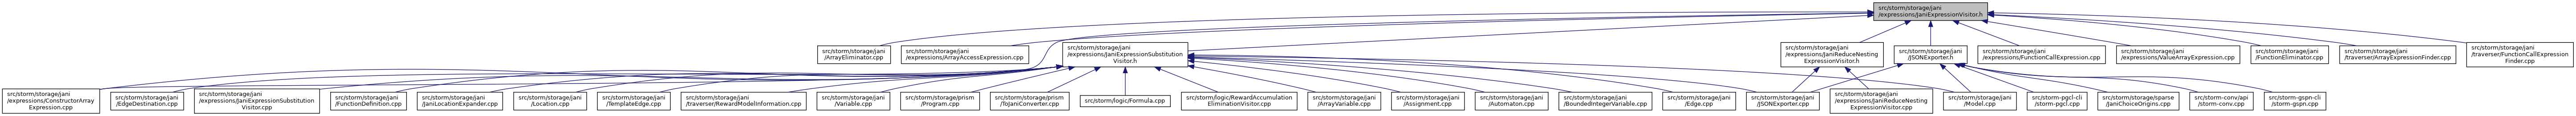 src/storm/storage/jani
/expressions/JaniExpressionVisitor.h
src/storm/storage/jani
/ArrayEliminator.cpp
src/storm/storage/jani
/expressions/ArrayAccessExpression.cpp
src/storm/storage/jani
/expressions/JaniExpressionSubstitution
Visitor.h
src/storm/storage/jani
/expressions/JaniReduceNesting
ExpressionVisitor.h
src/storm/storage/jani
/JSONExporter.h
src/storm/storage/jani
/expressions/FunctionCallExpression.cpp
src/storm/storage/jani
/expressions/ValueArrayExpression.cpp
src/storm/storage/jani
/FunctionEliminator.cpp
src/storm/storage/jani
/traverser/ArrayExpressionFinder.cpp
src/storm/storage/jani
/traverser/FunctionCallExpression
Finder.cpp
src/storm/storage/jani
/expressions/ConstructorArray
Expression.cpp
src/storm/storage/jani
/EdgeDestination.cpp
src/storm/storage/jani
/expressions/JaniExpressionSubstitution
Visitor.cpp
src/storm/storage/jani
/FunctionDefinition.cpp
src/storm/storage/jani
/JaniLocationExpander.cpp
src/storm/storage/jani
/Location.cpp
src/storm/storage/jani
/TemplateEdge.cpp
src/storm/storage/jani
/traverser/RewardModelInformation.cpp
src/storm/storage/jani
/Variable.cpp
src/storm/storage/prism
/Program.cpp
src/storm/storage/prism
/ToJaniConverter.cpp
src/storm/logic/Formula.cpp
src/storm/logic/RewardAccumulation
EliminationVisitor.cpp
src/storm/storage/jani
/ArrayVariable.cpp
src/storm/storage/jani
/Assignment.cpp
src/storm/storage/jani
/Automaton.cpp
src/storm/storage/jani
/BoundedIntegerVariable.cpp
src/storm/storage/jani
/Edge.cpp
src/storm/storage/jani
/JSONExporter.cpp
src/storm/storage/jani
/expressions/JaniReduceNesting
ExpressionVisitor.cpp
src/storm/storage/jani
/Model.cpp
src/storm-pgcl-cli
/storm-pgcl.cpp
src/storm/storage/sparse
/JaniChoiceOrigins.cpp
src/storm-conv/api
/storm-conv.cpp
src/storm-gspn-cli
/storm-gspn.cpp